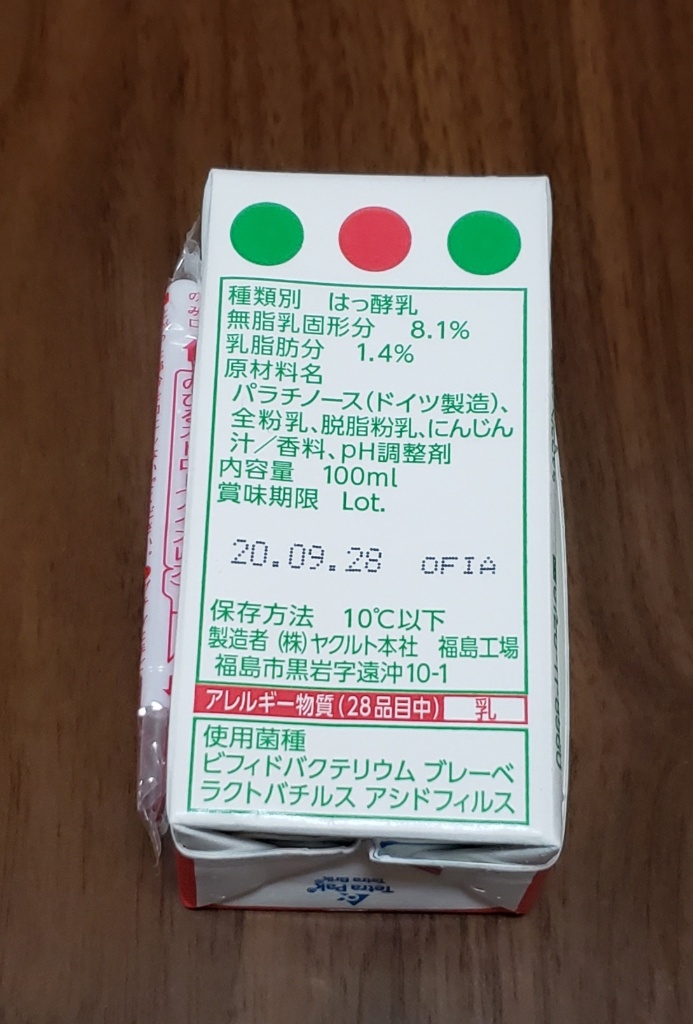 種類別 はっ酵乳
無脂乳固形分 8.1%
乳脂肪分 1.4%
原材料名
パラチノース(ドイツ製造)、
全粉乳、脱脂粉乳、にんじん
汁/香料、pH調整剤
内容量 100ml
賞味期限 Lot.
20.09.28 OFIA
保存方法 10℃以下
製造者 (株)ヤクルト本社 福島工場
福島市黒岩字遠沖10-1
アレルギー物質(28品目中) 乳
使用菌種
ビフィドバクテリウム ブレーベ
ラクトバチルス アシドフィルス
Tetra Pak
Tetra Brik